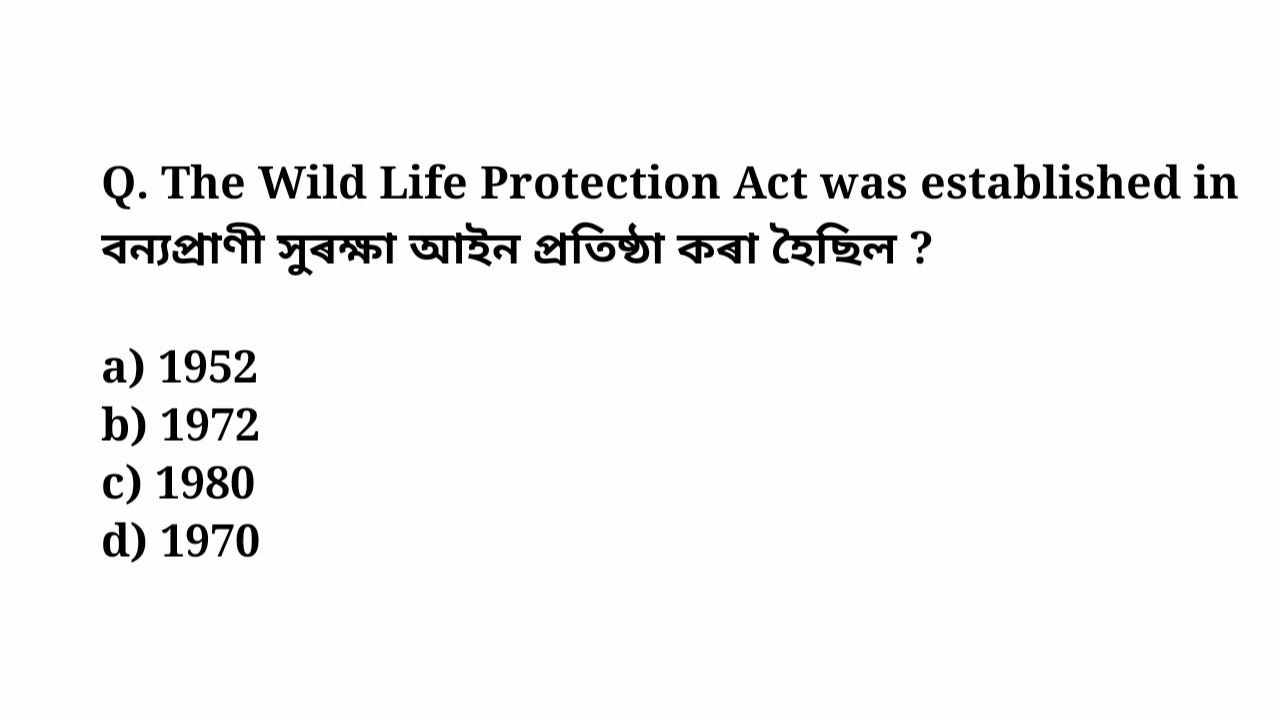 Q. The Wild Life Protection Act was established in
বন্যপ্ৰাণী সুৰক্ষা আইন প্ৰতিষ্ঠা কৰা হৈছিল ?
a) 1952
b) 1972
c) 1980
d) 1970